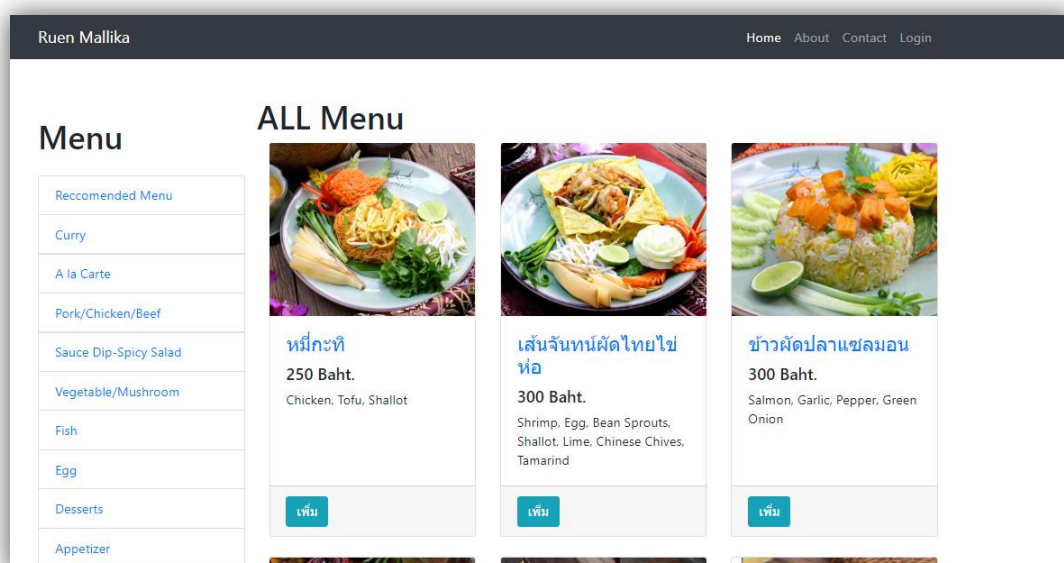 Ruen Mallika
Home About Contact Login
Menu
Reccomended Menu
Curry
A la Carte
Pork/Chicken/Beef
Sauce Dip-Spicy Salad
Vegetable/Mushroom
Fish
Egg
Desserts
Appetizer
ALL Menu
หมี่กะทิ
250 Baht.
Chicken, Tofu, Shallot
เพิ่ม
เส้นจันทน์ผัดไทยไข่
ห่อ
300 Baht.
Shrimp, Egg, Bean Sprouts,
Shallot, Lime, Chinese Chives,
Tamarind
เพิ่ม
ข้าวผัดปลาแซลมอน
300 Baht.
Salmon, Garlic, Pepper, Green
Onion
เพิ่ม